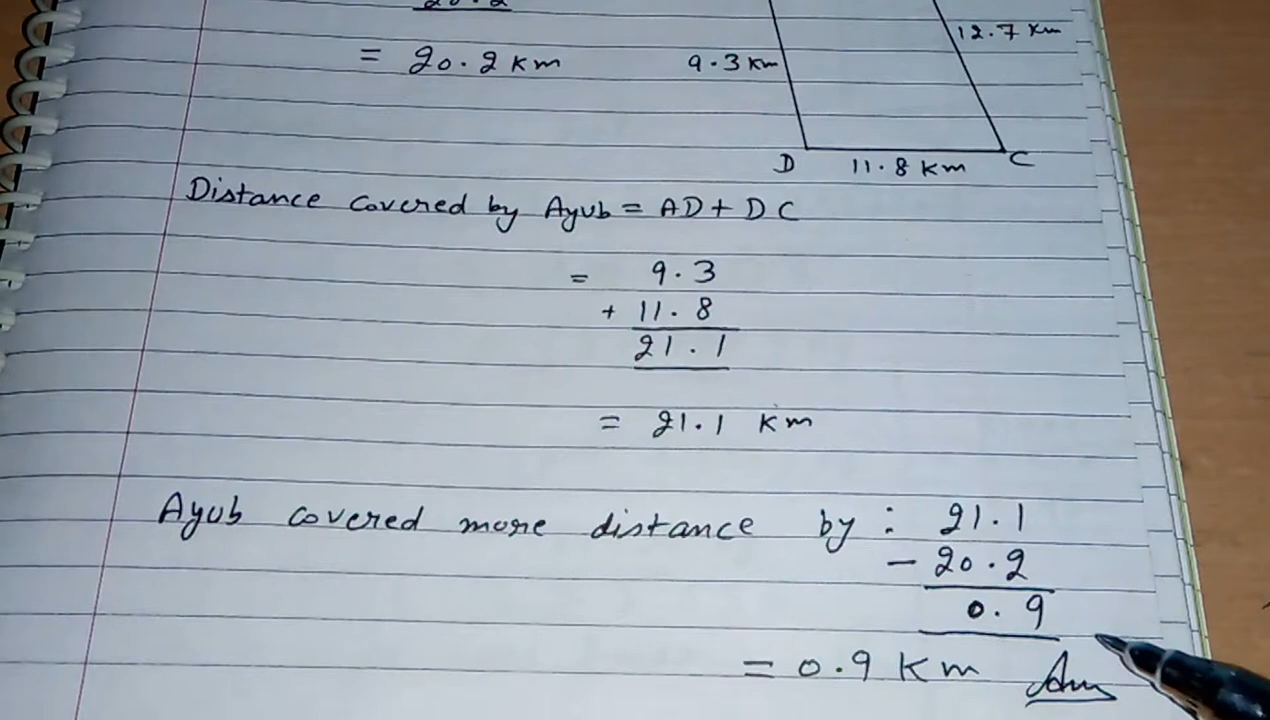 20.2
12.7 Km
= 20.2 Km
9.3 Km
D
C
11.8 Km
Distance covered by Ayub = AD + DC
= 9.3
+ 11.8
21.1
= 21.1 Km
Ayub covered more distance by : 21.1
- 20.2
0.9
= 0.9 Km Ans